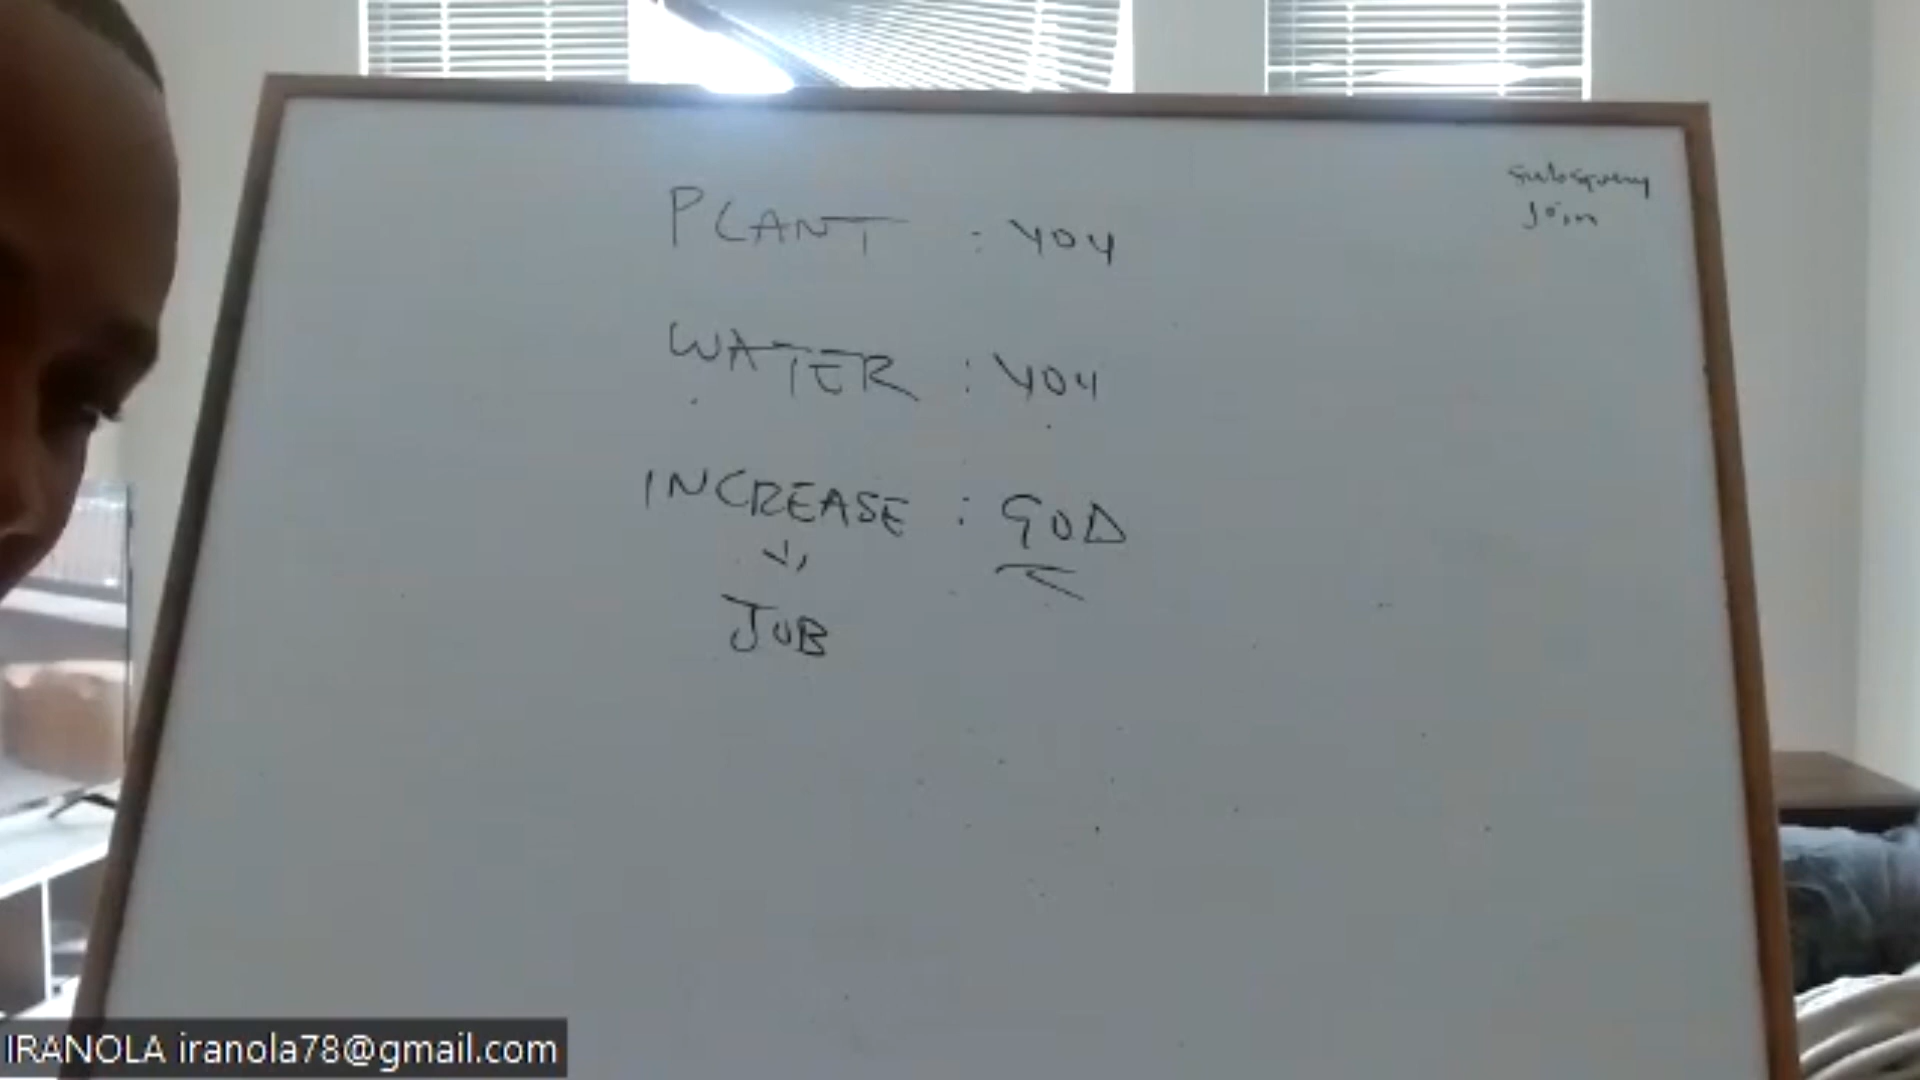 subquery
Join
PLANT : YOU
WATER : YOU
INCREASE : GOD
JOB
IRANOLA iranola78@gmail.com